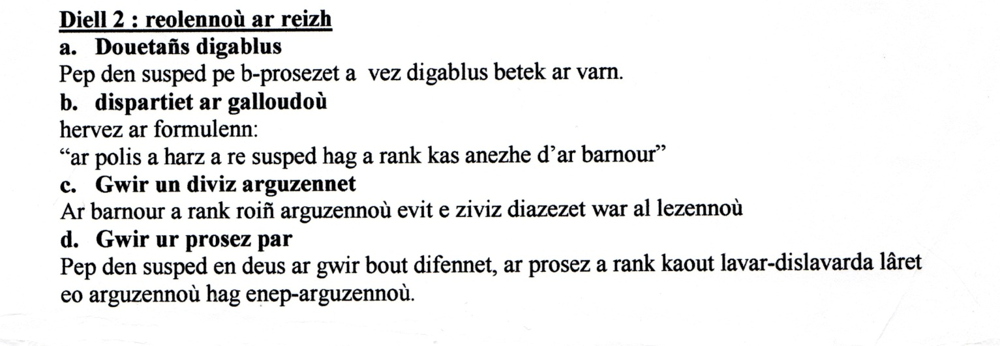 Diell 2 : reolennoù ar reizh
a. Douetañs digablus
Pep den susped pe b-prosezet a vez digablus betek ar varn.
b. dispartiet ar galloudoù
hervez ar formulenn:
“ar polis a harz a re susped hag a rank kas anezhe d’ar barnour”
c. Gwir un diviz arguzennet
Ar barnour a rank roiñ arguzennoù evit e ziviz diazezet war al lezennoù
d. Gwir ur prosez par
Pep den susped en deus ar gwir bout difennet, ar prosez a rank kaout lavar-dislavarda lâret
eo arguzennoù hag enep-arguzennoù.